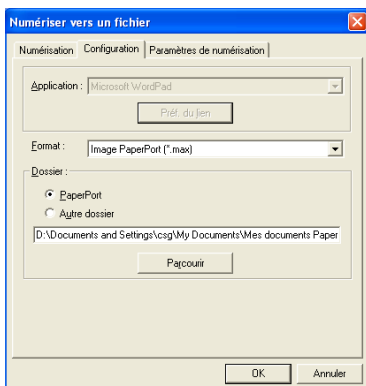 Numériser vers un fichier
Numérisation Configuration Paramètres de numérisation
Application : Microsoft WordPad
Préf. du lien
Format : Image PaperPort (*.max)
Dossier :
PaperPort
Autre dossier
D:\Documents and Settings\csg\My Documents\Mes documents Paper
Parcourir
OK Annuler